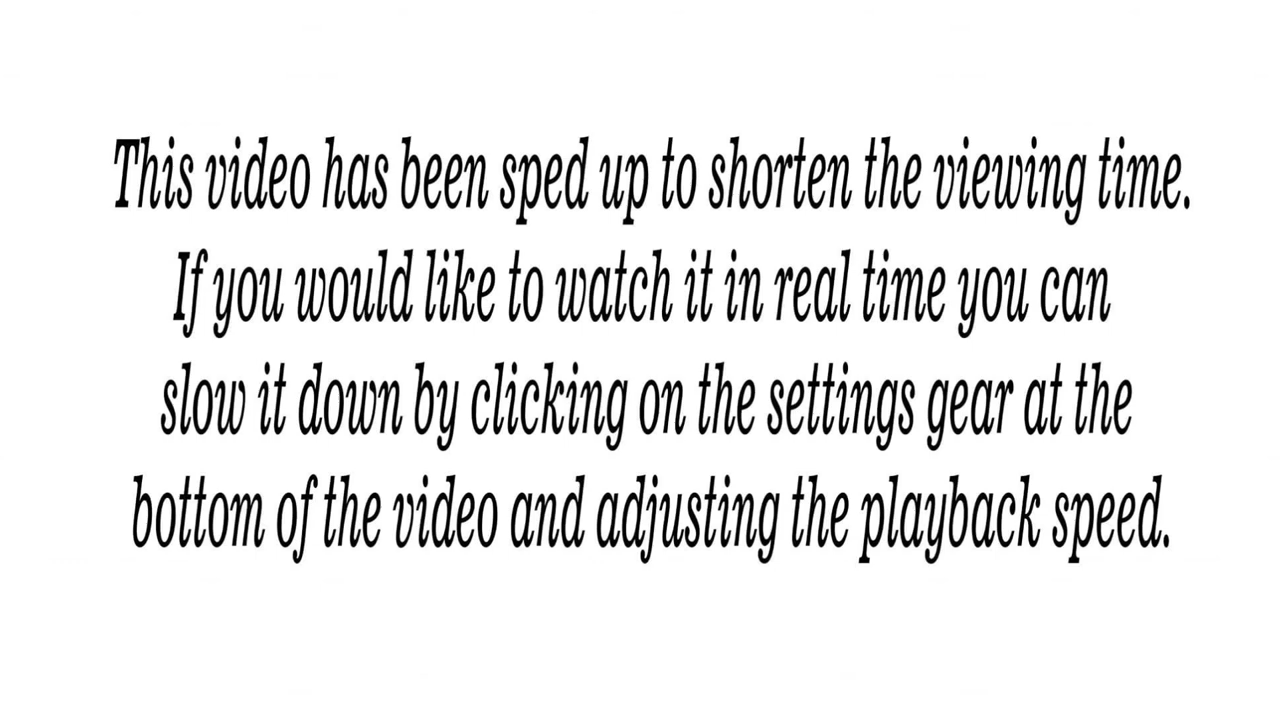 This video has been sped up to shorten the viewing time.
If you would like to watch it in real time you can
slow it down by clicking on the settings gear at the
bottom of the video and adjusting the playback speed.